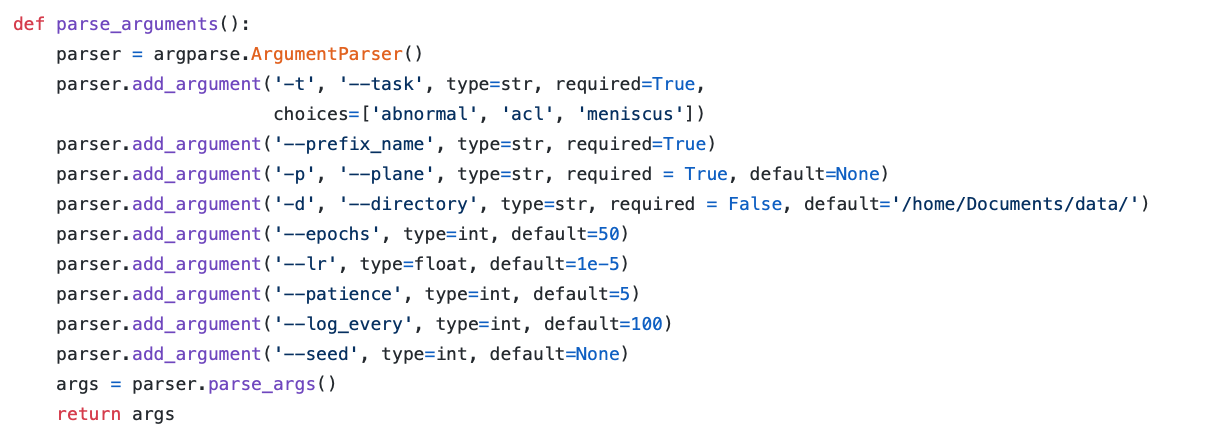 def parse_arguments():
    parser = argparse.ArgumentParser()
    parser.add_argument('-t', '--task', type=str, required=True,
                        choices=['abnormal', 'acl', 'meniscus'])
    parser.add_argument('--prefix_name', type=str, required=True)
    parser.add_argument('-p', '--plane', type=str, required = True, default=None)
    parser.add_argument('-d', '--directory', type=str, required = False, default='/home/Documents/data/')
    parser.add_argument('--epochs', type=int, default=50)
    parser.add_argument('--lr', type=float, default=1e-5)
    parser.add_argument('--patience', type=int, default=5)
    parser.add_argument('--log_every', type=int, default=100)
    parser.add_argument('--seed', type=int, default=None)
    args = parser.parse_args()
    return args